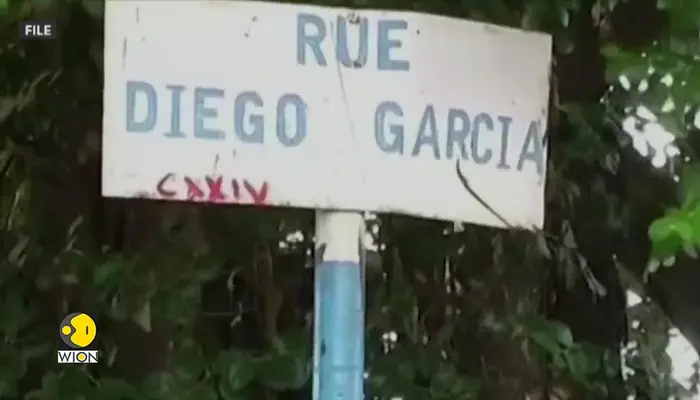 FILE
RUE
DIEGO GARCIA
CXXIV
WION